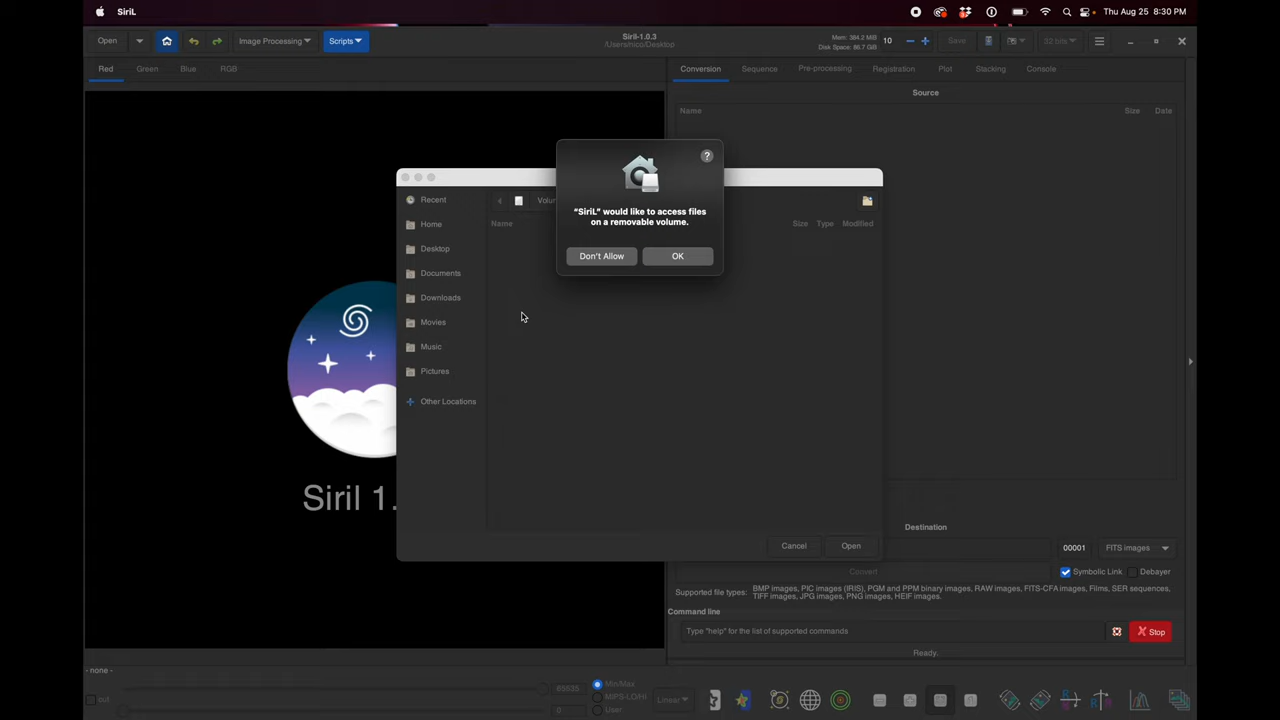 SiriL
Thu Aug 25 8:30 PM
Open
Image Processing
Scripts
Siril-1.0.3
/Users/nico/Desktop
Mem: 384.2 MiB
Disk Space: 86.7 GiB
10
Save
32 bits
Red
Green
Blue
RGB
Conversion
Sequence
Pre-processing
Registration
Plot
Stacking
Console
Source
Name
Size
Date
?
"SiriL" would like to access files
on a removable volume.
Don't Allow
OK
Recent
Home
Desktop
Documents
Downloads
Movies
Music
Pictures
Other Locations
Name
Size
Type
Modified
Cancel
Open
Siril 1.
Destination
00001
FITS images
Convert
Symbolic Link
Debayer
Supported file types:
BMP images, PIC images (IRIS), PGM and PPM binary images, RAW images, FITS-CFA images, Films, SER sequences,
TIFF images, JPG images, PNG images, HEIF images.
Command line
Type "help" for the list of supported commands
Stop
Ready.
- none -
cut
65535
0
Min/Max
MIPS-LO/HI
User
Linear